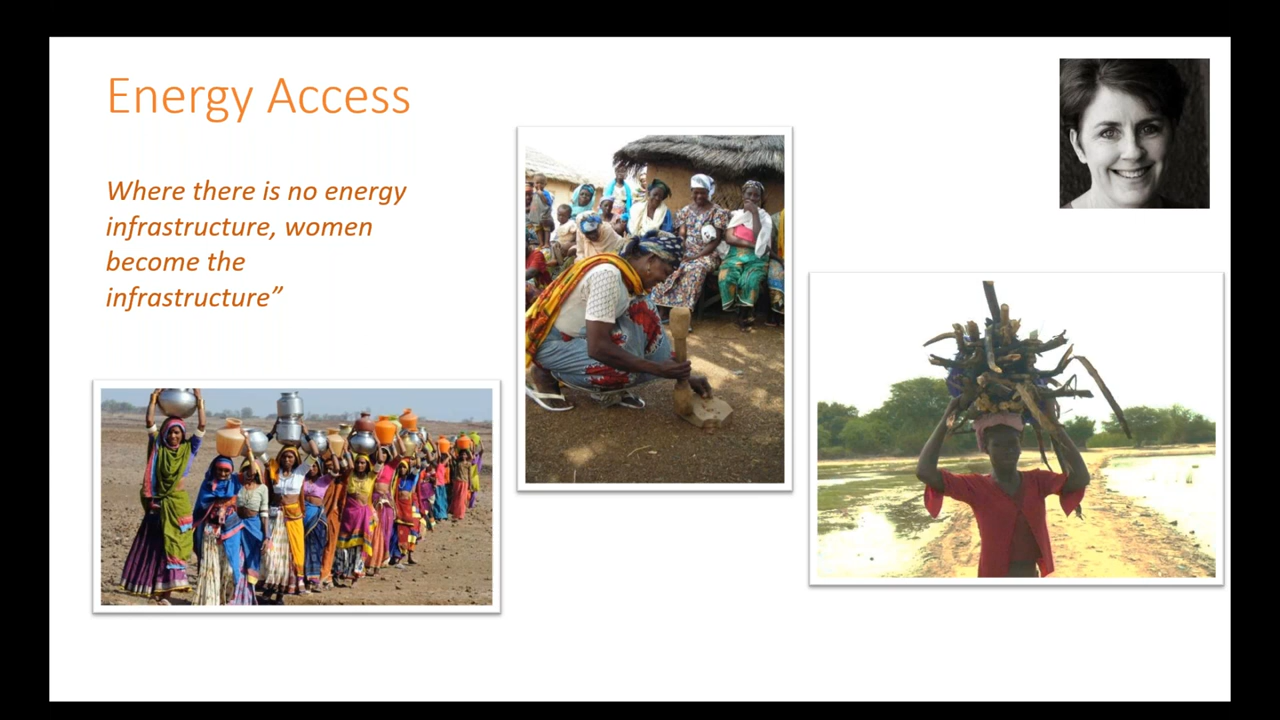 Energy Access
Where there is no energy
infrastructure, women
become the
infrastructure”